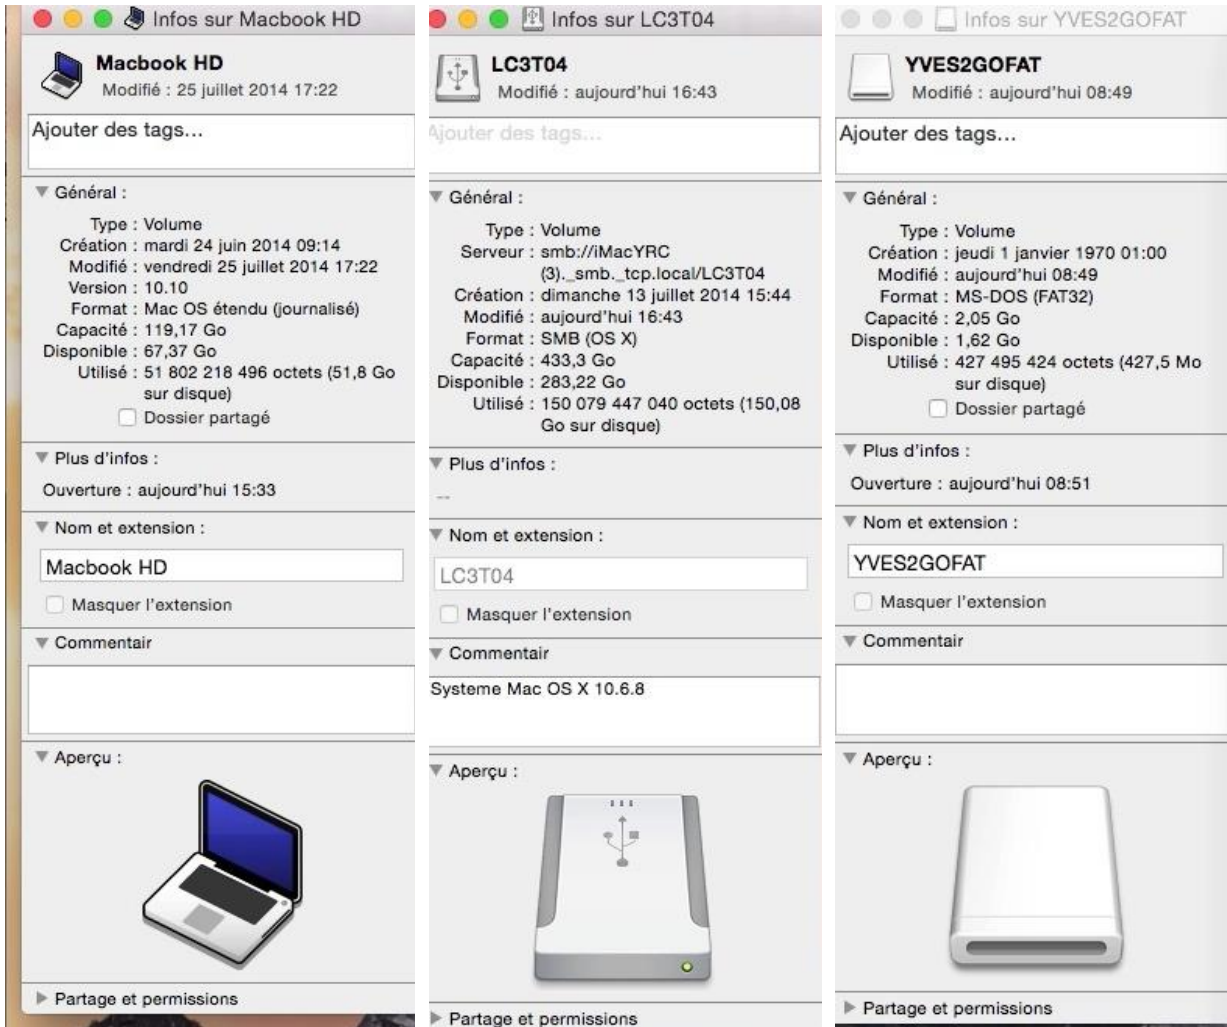 Infos sur Macbook HD
Macbook HD
Modifié : 25 juillet 2014 17:22
Ajouter des tags...
Général :
Type : Volume
Création : mardi 24 juin 2014 09:14
Modifié : vendredi 25 juillet 2014 17:22
Version : 10.10
Format : Mac OS étendu (journalisé)
Capacité : 119,17 Go
Disponible : 67,37 Go
Utilisé : 51 802 218 496 octets (51,8 Go
sur disque)
Dossier partagé
Plus d'infos :
Ouverture : aujourd'hui 15:33
Nom et extension :
Macbook HD
Masquer l'extension
Commentair
Aperçu :
Partage et permissions
Infos sur LC3T04
LC3T04
Modifié : aujourd'hui 16:43
Ajouter des tags...
Général :
Type : Volume
Serveur : smb://iMacYRC
(3)._smb._tcp.local/LC3T04
Création : dimanche 13 juillet 2014 15:44
Modifié : aujourd'hui 16:43
Format : SMB (OS X)
Capacité : 433,3 Go
Disponible : 283,22 Go
Utilisé : 150 079 447 040 octets (150,08
Go sur disque)
Plus d'infos :
--
Nom et extension :
LC3T04
Masquer l'extension
Commentair
Systeme Mac OS X 10.6.8
Aperçu :
Partage et permissions
Infos sur YVES2GOFAT
YVES2GOFAT
Modifié : aujourd'hui 08:49
Ajouter des tags...
Général :
Type : Volume
Création : jeudi 1 janvier 1970 01:00
Modifié : aujourd'hui 08:49
Format : MS-DOS (FAT32)
Capacité : 2,05 Go
Disponible : 1,62 Go
Utilisé : 427 495 424 octets (427,5 Mo
sur disque)
Dossier partagé
Plus d'infos :
Ouverture : aujourd'hui 08:51
Nom et extension :
YVES2GOFAT
Masquer l'extension
Commentair
Aperçu :
Partage et permissions